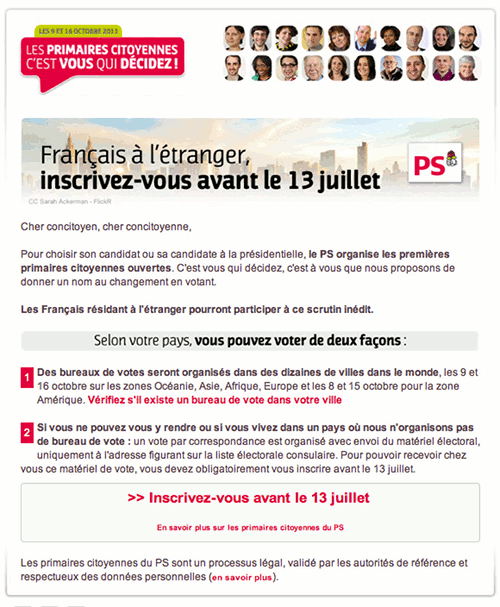 LES 9 ET 16 OCTOBRE 2011
LES PRIMAIRES CITOYENNES
C'EST VOUS QUI DÉCIDEZ !
Français à l'étranger,
inscrivez-vous avant le 13 juillet
PS
CC Sarah Ackerman - FlickR
Cher concitoyen, cher concitoyenne,
Pour choisir son candidat ou sa candidate à la présidentielle, le PS organise les premières
primaires citoyennes ouvertes. C'est vous qui décidez, c'est à vous que nous proposons de
donner un nom au changement en votant.
Les Français résidant à l'étranger pourront participer à ce scrutin inédit.
Selon votre pays, vous pouvez voter de deux façons :
1 Des bureaux de votes seront organisés dans des dizaines de villes dans le monde, les 9 et
16 octobre sur les zones Océanie, Asie, Afrique, Europe et les 8 et 15 octobre pour la zone
Amérique. Vérifiez s'il existe un bureau de vote dans votre ville
2 Si vous ne pouvez vous y rendre ou si vous vivez dans un pays où nous n'organisons pas
de bureau de vote : un vote par correspondance est organisé avec envoi du matériel électoral,
uniquement à l'adresse figurant sur la liste électorale consulaire. Pour pouvoir recevoir chez
vous ce matériel de vote, vous devez obligatoirement vous inscrire avant le 13 juillet.
>> Inscrivez-vous avant le 13 juillet
En savoir plus sur les primaires citoyennes du PS
Les primaires citoyennes du PS sont un processus légal, validé par les autorités de référence et
respectueux des données personnelles (en savoir plus).